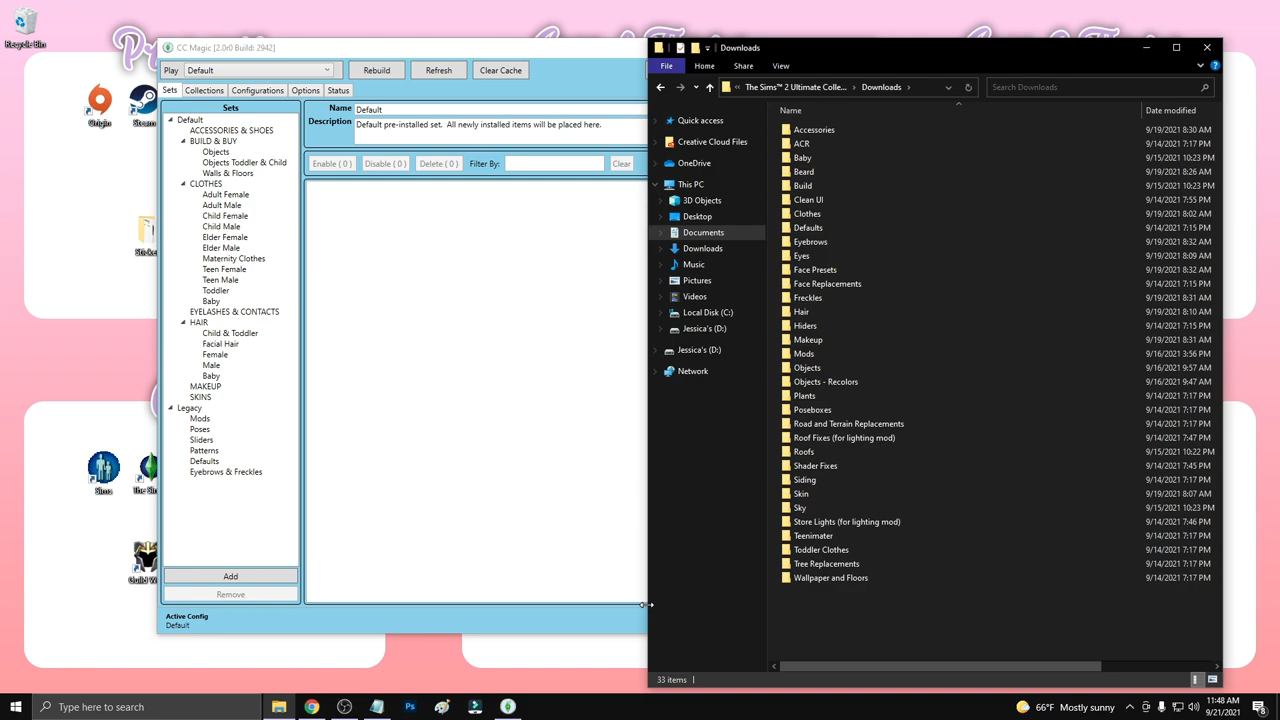 Recycle Bin
Origin
Steam
Sticke
Sims
The Sin
Guild W
CC Magic [2.0r0 Build: 2942]
Play Default Rebuild Refresh Clear Cache
Sets Collections Configurations Options Status
Sets
Default
ACCESSORIES & SHOES
BUILD & BUY
Objects
Objects Toddler & Child
Walls & Floors
CLOTHES
Adult Female
Adult Male
Child Female
Child Male
Elder Female
Elder Male
Maternity Clothes
Teen Female
Teen Male
Toddler
Baby
EYELASHES & CONTACTS
HAIR
Child & Toddler
Facial Hair
Female
Male
Baby
MAKEUP
SKINS
Legacy
Mods
Poses
Sliders
Patterns
Defaults
Eyebrows & Freckles
Add
Remove
Active Config
Default
Name Default
Description Default pre-installed set. All newly installed items will be placed here.
Enable ( 0 ) Disable ( 0 ) Delete ( 0 ) Filter By: Clear
Downloads
File Home Share View
The Sims™ 2 Ultimate Colle... Downloads Search Downloads
Quick access
Creative Cloud Files
OneDrive
This PC
3D Objects
Desktop
Documents
Downloads
Music
Pictures
Videos
Local Disk (C:)
Jessica's (D:)
Jessica's (D:)
Network
Name Date modified
Accessories 9/19/2021 8:30 AM
ACR 9/14/2021 7:17 PM
Baby 9/15/2021 10:23 PM
Beard 9/19/2021 8:26 AM
Build 9/15/2021 10:23 PM
Clean UI 9/14/2021 7:55 PM
Clothes 9/19/2021 8:02 AM
Defaults 9/14/2021 7:15 PM
Eyebrows 9/19/2021 8:32 AM
Eyes 9/19/2021 8:09 AM
Face Presets 9/19/2021 8:32 AM
Face Replacements 9/14/2021 7:15 PM
Freckles 9/19/2021 8:31 AM
Hair 9/19/2021 8:10 AM
Hiders 9/14/2021 7:15 PM
Makeup 9/19/2021 8:31 AM
Mods 9/16/2021 3:56 PM
Objects 9/16/2021 9:57 AM
Objects - Recolors 9/16/2021 9:47 AM
Plants 9/14/2021 7:17 PM
Poseboxes 9/14/2021 7:17 PM
Road and Terrain Replacements 9/14/2021 7:17 PM
Roof Fixes (for lighting mod) 9/14/2021 7:47 PM
Roofs 9/15/2021 10:22 PM
Shader Fixes 9/14/2021 7:45 PM
Siding 9/14/2021 7:17 PM
Skin 9/19/2021 8:07 AM
Sky 9/15/2021 10:23 PM
Store Lights (for lighting mod) 9/14/2021 7:46 PM
Teenimater 9/14/2021 7:17 PM
Toddler Clothes 9/14/2021 7:17 PM
Tree Replacements 9/14/2021 7:17 PM
Wallpaper and Floors 9/14/2021 7:17 PM
33 items
Type here to search
66°F Mostly sunny
11:48 AM
9/21/2021
8